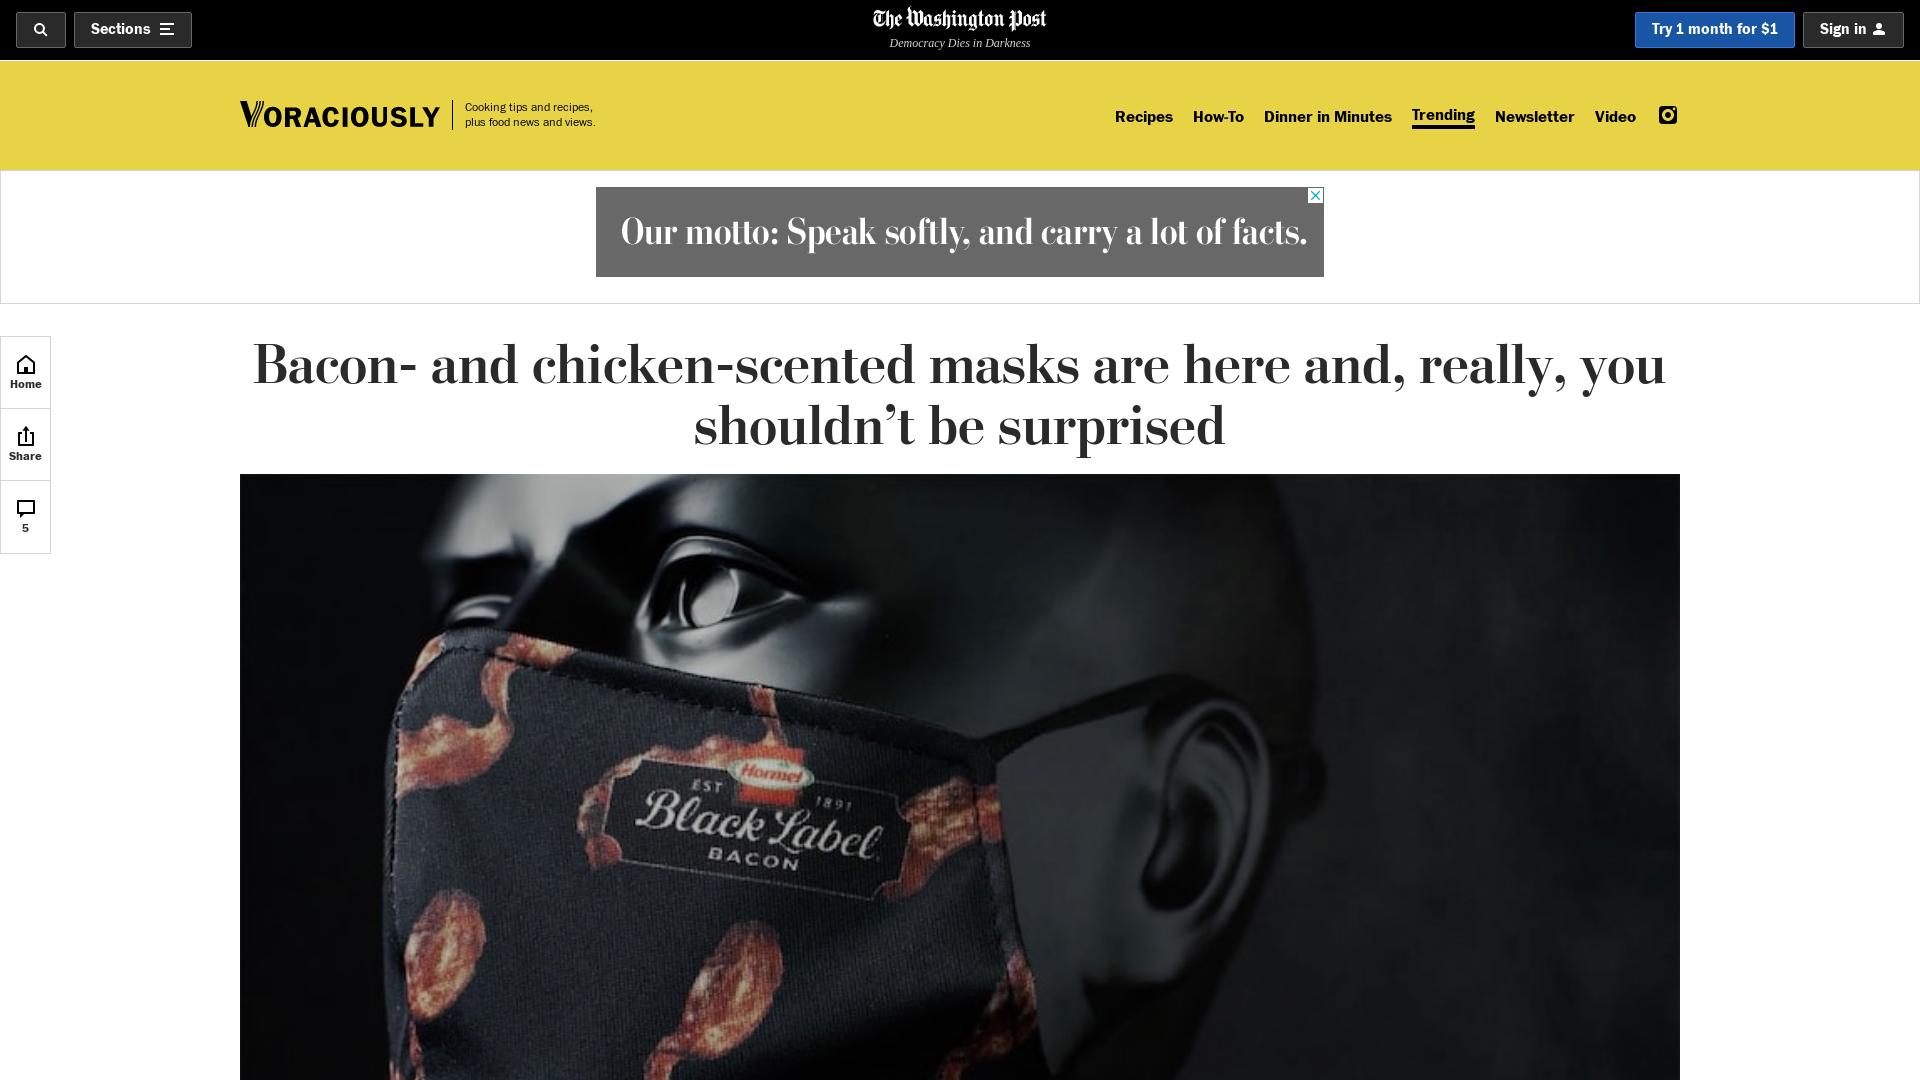 Sections
The Washington Post
Democracy Dies in Darkness
Try 1 month for $1
Sign in
VORACIOUSLY
Cooking tips and recipes,
plus food news and views.
Recipes
How-To
Dinner in Minutes
Trending
Newsletter
Video
Our motto: Speak softly, and carry a lot of facts.
Home
Share
5
Bacon- and chicken-scented masks are here and, really, you
shouldn’t be surprised
Hormel
EST 1891
Black Label
BACON